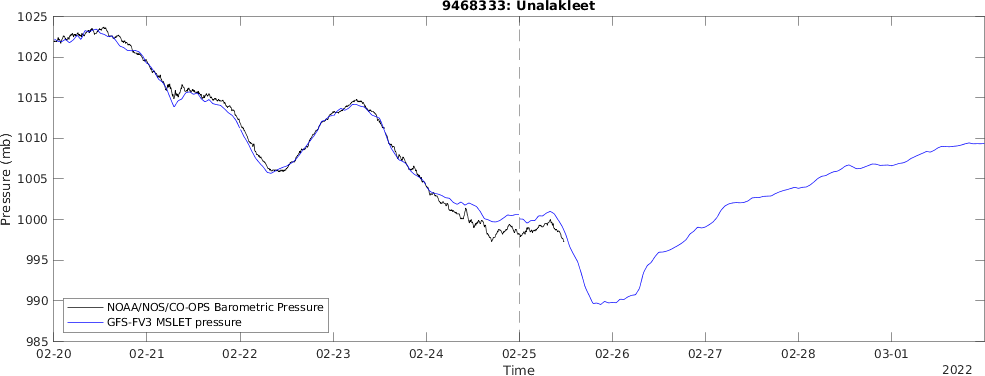 9468333: Unalakleet
Pressure (mb)
1025
1020
1015
1010
1005
1000
995
990
985
NOAA/NOS/CO-OPS Barometric Pressure
GFS-FV3 MSLET pressure
02-20 02-21 02-22 02-23 02-24 02-25 02-26 02-27 02-28 03-01
Time
2022